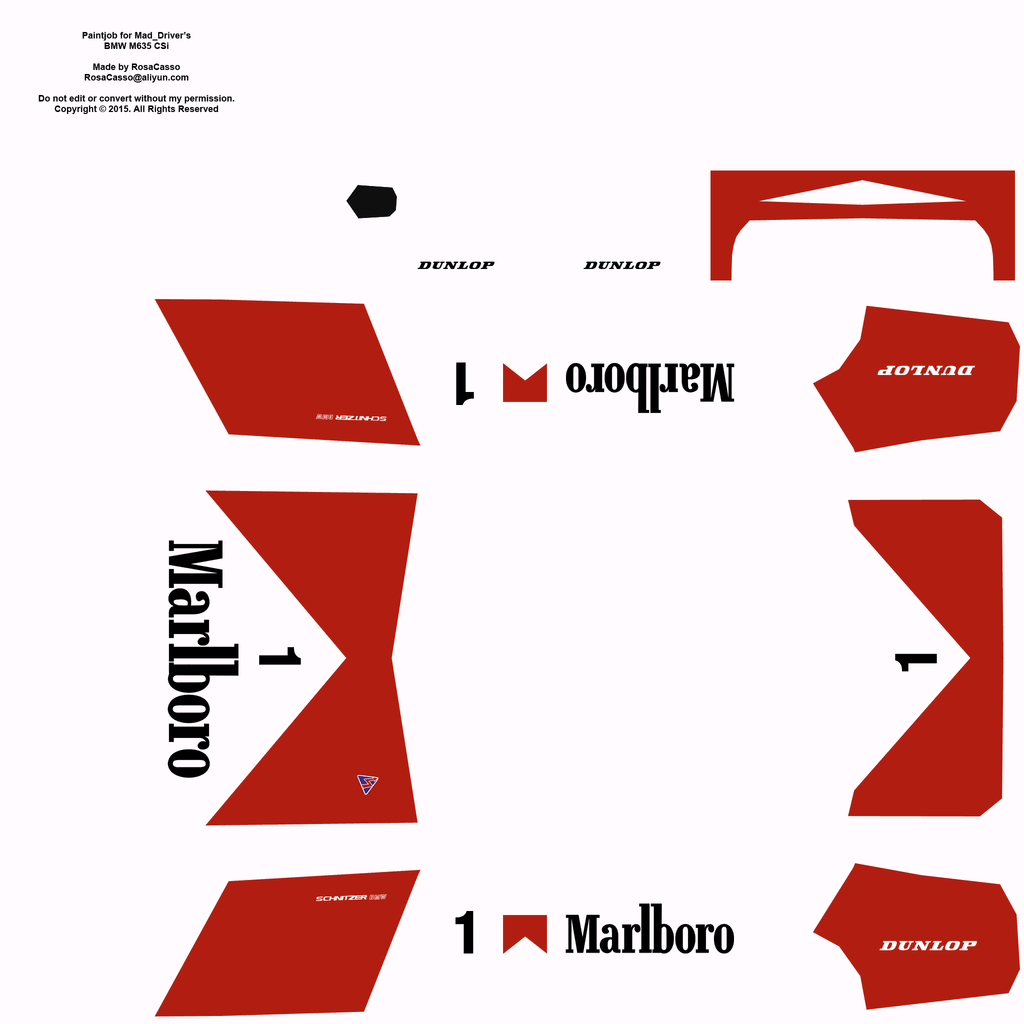 Paintjob for Mad_Driver's
BMW M635 CSi
Made by RosaCasso
RosaCasso@aliyun.com
Do not edit or convert without my permission.
Copyright © 2015. All Rights Reserved
DUNLOP
DUNLOP
SCHNITZER BMW
1
Marlboro
DUNLOP
Marlboro
1
1
SCHNITZER BMW
1
Marlboro
DUNLOP